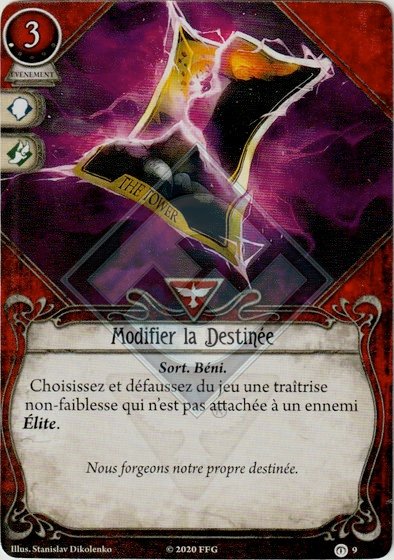 3
ÉVÉNEMENT
THE TOWER
Modifier la Destinée
Sort. Béni.
Choisissez et défaussez du jeu une traîtrise
non-faiblesse qui n'est pas attachée à un ennemi
Élite.
Nous forgeons notre propre destinée.
Illus. Stanislav Dikolenko © 2020 FFG 9